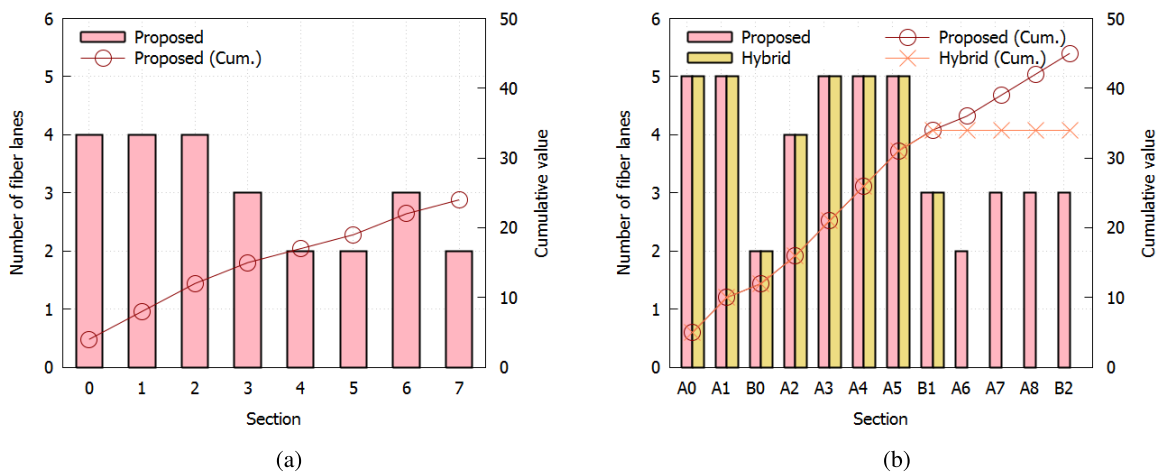 Proposed
Proposed (Cum.)
Number of fiber lanes
Cumulative value
6
5
4
3
2
1
0
50
40
30
20
10
0
0 1 2 3 4 5 6 7
Section
(a)
Proposed
Hybrid
Proposed (Cum.)
Hybrid (Cum.)
Number of fiber lanes
Cumulative value
6
5
4
3
2
1
0
50
40
30
20
10
0
A0 A1 B0 A2 A3 A4 A5 B1 A6 A7 A8 B2
Section
(b)